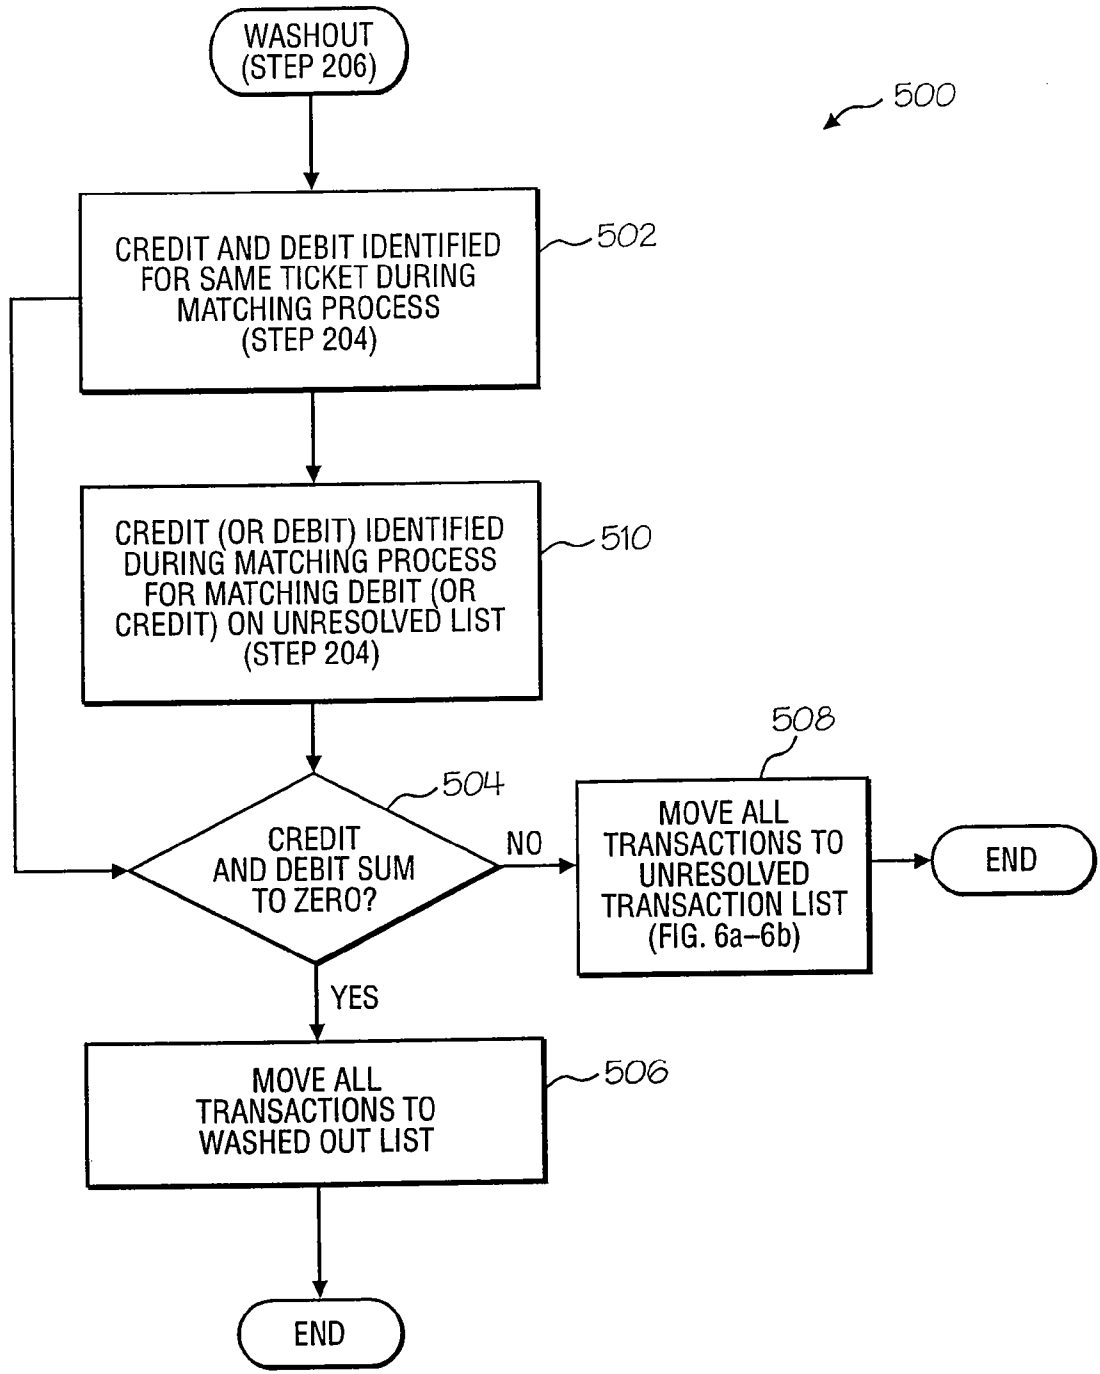 WASHOUT
(STEP 206)
500
CREDIT AND DEBIT IDENTIFIED
FOR SAME TICKET DURING
MATCHING PROCESS
(STEP 204)
502
CREDIT (OR DEBIT) IDENTIFIED
DURING MATCHING PROCESS
FOR MATCHING DEBIT (OR
CREDIT) ON UNRESOLVED LIST
(STEP 204)
510
CREDIT
AND DEBIT SUM
TO ZERO?
504
NO
508
MOVE ALL
TRANSACTIONS TO
UNRESOLVED
TRANSACTION LIST
(FIG. 6a–6b)
END
YES
MOVE ALL
TRANSACTIONS TO
WASHED OUT LIST
506
END